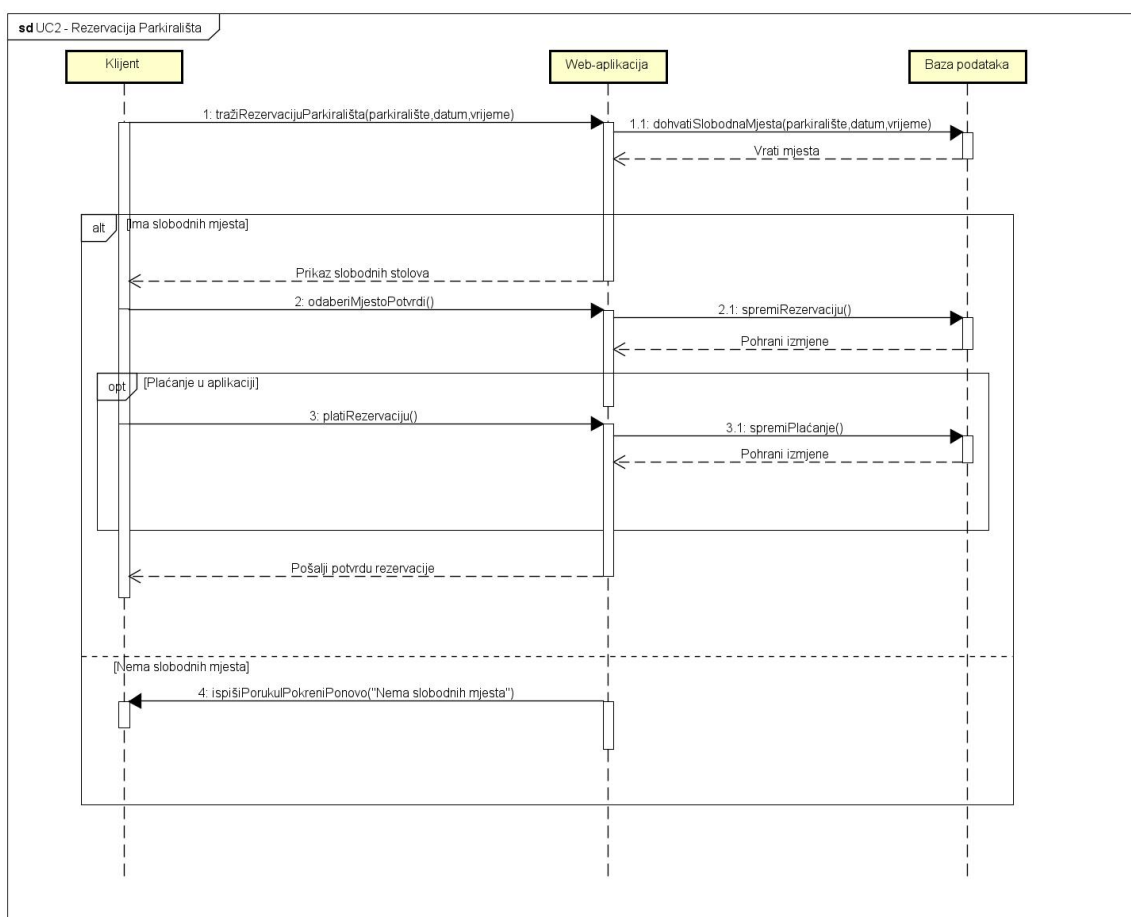 sd UC2 - Rezervacija Parkirališta
Klijent
Web-aplikacija
Baza podataka
1: tražiRezervacijuParkirališta(parkiralište,datum,vrijeme)
1.1: dohvatiSlobodnaMjesta(parkiralište,datum,vrijeme)
Vrati mjesta
alt
[Ima slobodnih mjesta]
Prikaz slobodnih stolova
2: odaberiMjestoPotvrdi()
2.1: spremiRezervaciju()
Pohrani izmjene
opt
[Plaćanje u aplikaciji]
3: platiRezervaciju()
3.1: spremiPlaćanje()
Pohrani izmjene
Pošalji potvrdu rezervacije
[Nema slobodnih mjesta]
4: ispišiPorukuIPokreniPonovo("Nema slobodnih mjesta")